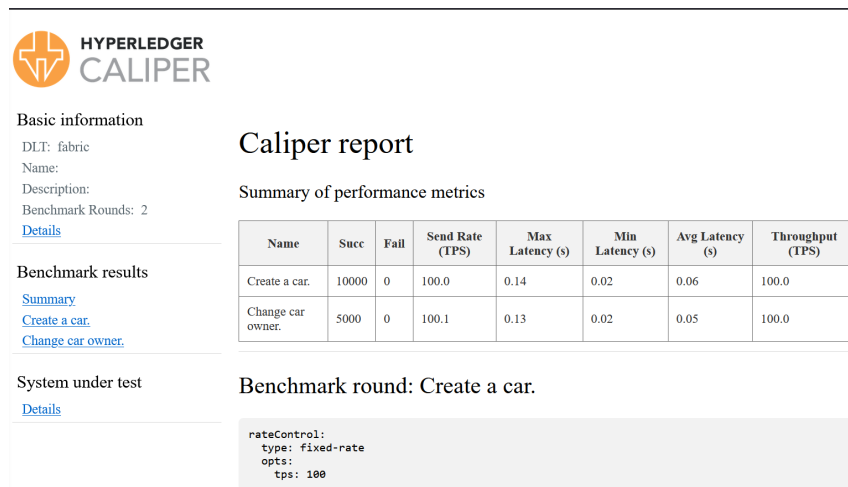 HYPERLEDGER
CALIPER
Basic information
DLT: fabric
Name:
Description:
Benchmark Rounds: 2
Details
Benchmark results
Summary
Create a car.
Change car owner.
System under test
Details
Caliper report
Summary of performance metrics
Name Succ Fail Send Rate (TPS) Max Latency (s) Min Latency (s) Avg Latency (s) Throughput (TPS)
Create a car. 10000 0 100.0 0.14 0.02 0.06 100.0
Change car owner. 5000 0 100.1 0.13 0.02 0.05 100.0
Benchmark round: Create a car.
rateControl:
  type: fixed-rate
  opts:
    tps: 100